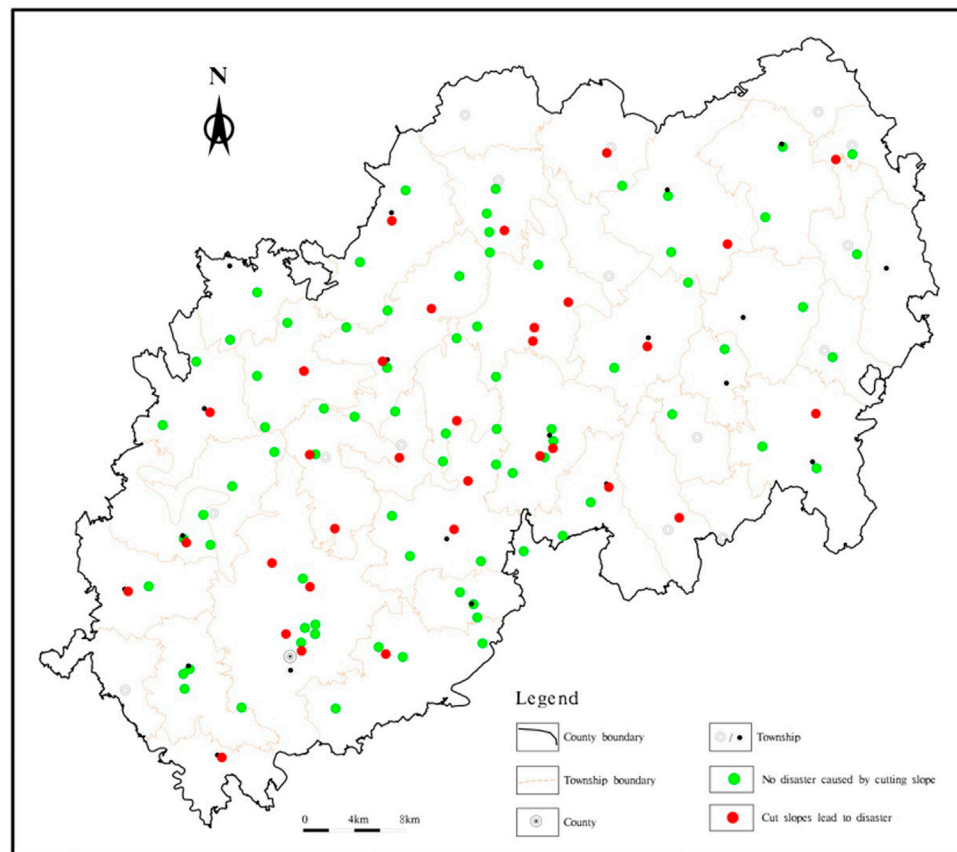 N
Legend
County boundary
Township boundary
County
/ Township
No disaster caused by cutting slope
Cut slopes lead to disaster
0 4km 8km